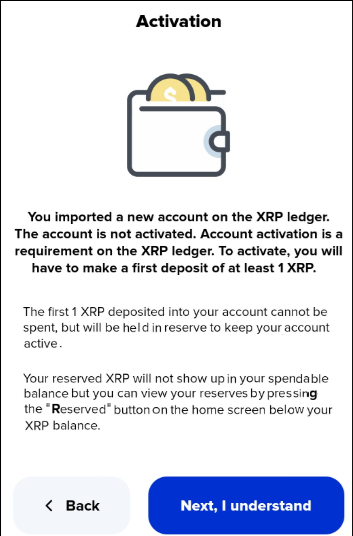 Activation
$
You imported a new account on the XRP ledger.
The account is not activated. Account activation is a
requirement on the XRP ledger. To activate, you will
have to make a first deposit of at least 1 XRP.
The first 1 XRP deposited into your account cannot be
spent, but will be held in reserve to keep your account
active.
Your reserved XRP will not show up in your spendable
balance but you can view your reserves by pressing
the "Reserved" button on the home screen below your
XRP balance.
Back
Next, I understand